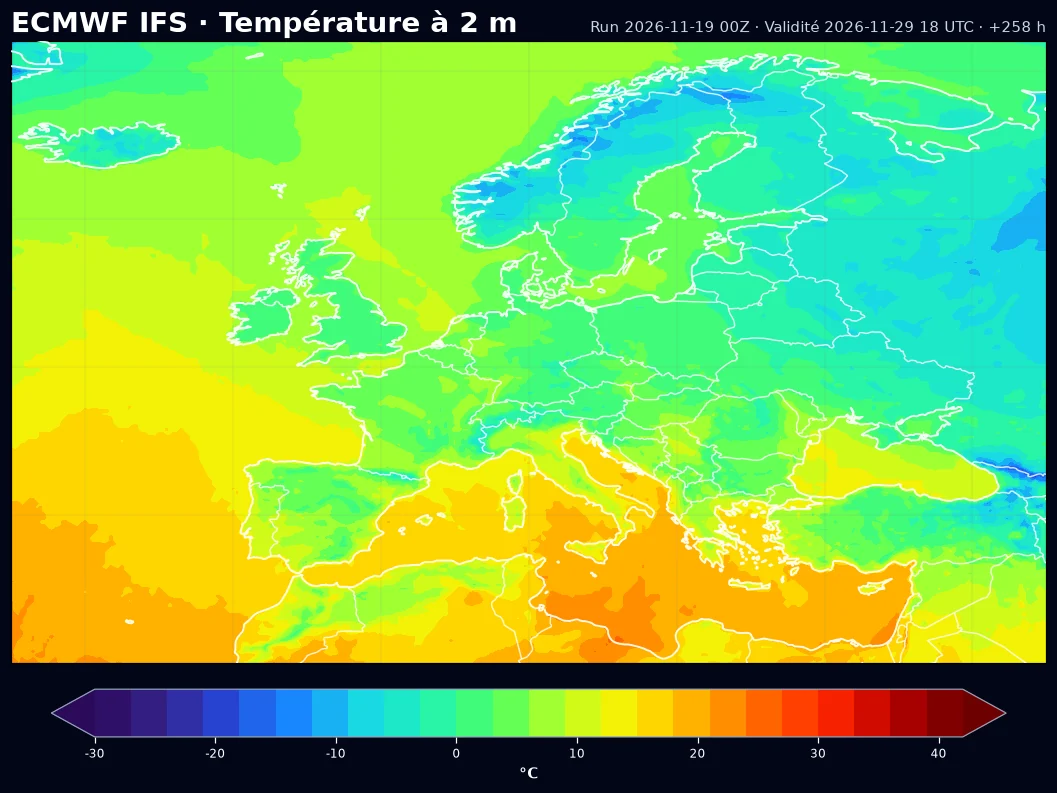 ECMWF IFS · Température à 2 m
Run 2026-11-19 00Z · Validité 2026-11-29 18 UTC · +258 h
-30 -20 -10 0 10 20 30 40
°C